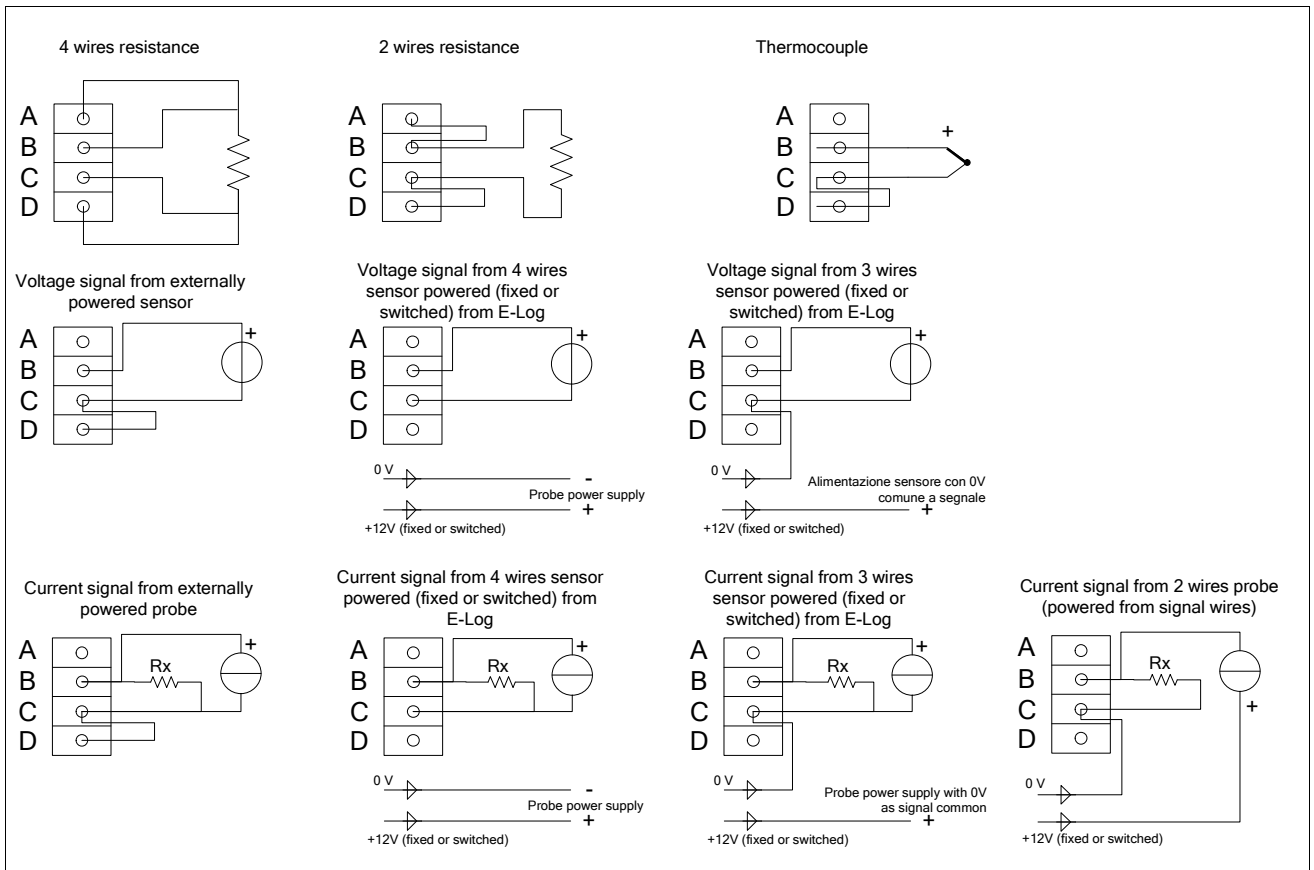 4 wires resistance
A
B
C
D
2 wires resistance
A
B
C
D
Thermocouple
A
B
C
D
+
Voltage signal from externally
powered sensor
A
B
C
D
+
Voltage signal from 4 wires
sensor powered (fixed or
switched) from E-Log
A
B
C
D
+
0 V
-
Probe power supply
+
+12V (fixed or switched)
Voltage signal from 3 wires
sensor powered (fixed or
switched) from E-Log
A
B
C
D
+
0 V
Alimentazione sensore con 0V
comune a segnale
+
+12V (fixed or switched)
Current signal from externally
powered probe
A
B
C
D
Rx
+
Current signal from 4 wires sensor
powered (fixed or switched) from
E-Log
A
B
C
D
Rx
+
0 V
-
Probe power supply
+
+12V (fixed or switched)
Current signal from 3 wires
sensor powered (fixed or
switched) from E-Log
A
B
C
D
Rx
+
0 V
Probe power supply with 0V
as signal common
+
+12V (fixed or switched)
Current signal from 2 wires probe
(powered from signal wires)
A
B
C
D
Rx
+
0 V
+12V (fixed or switched)